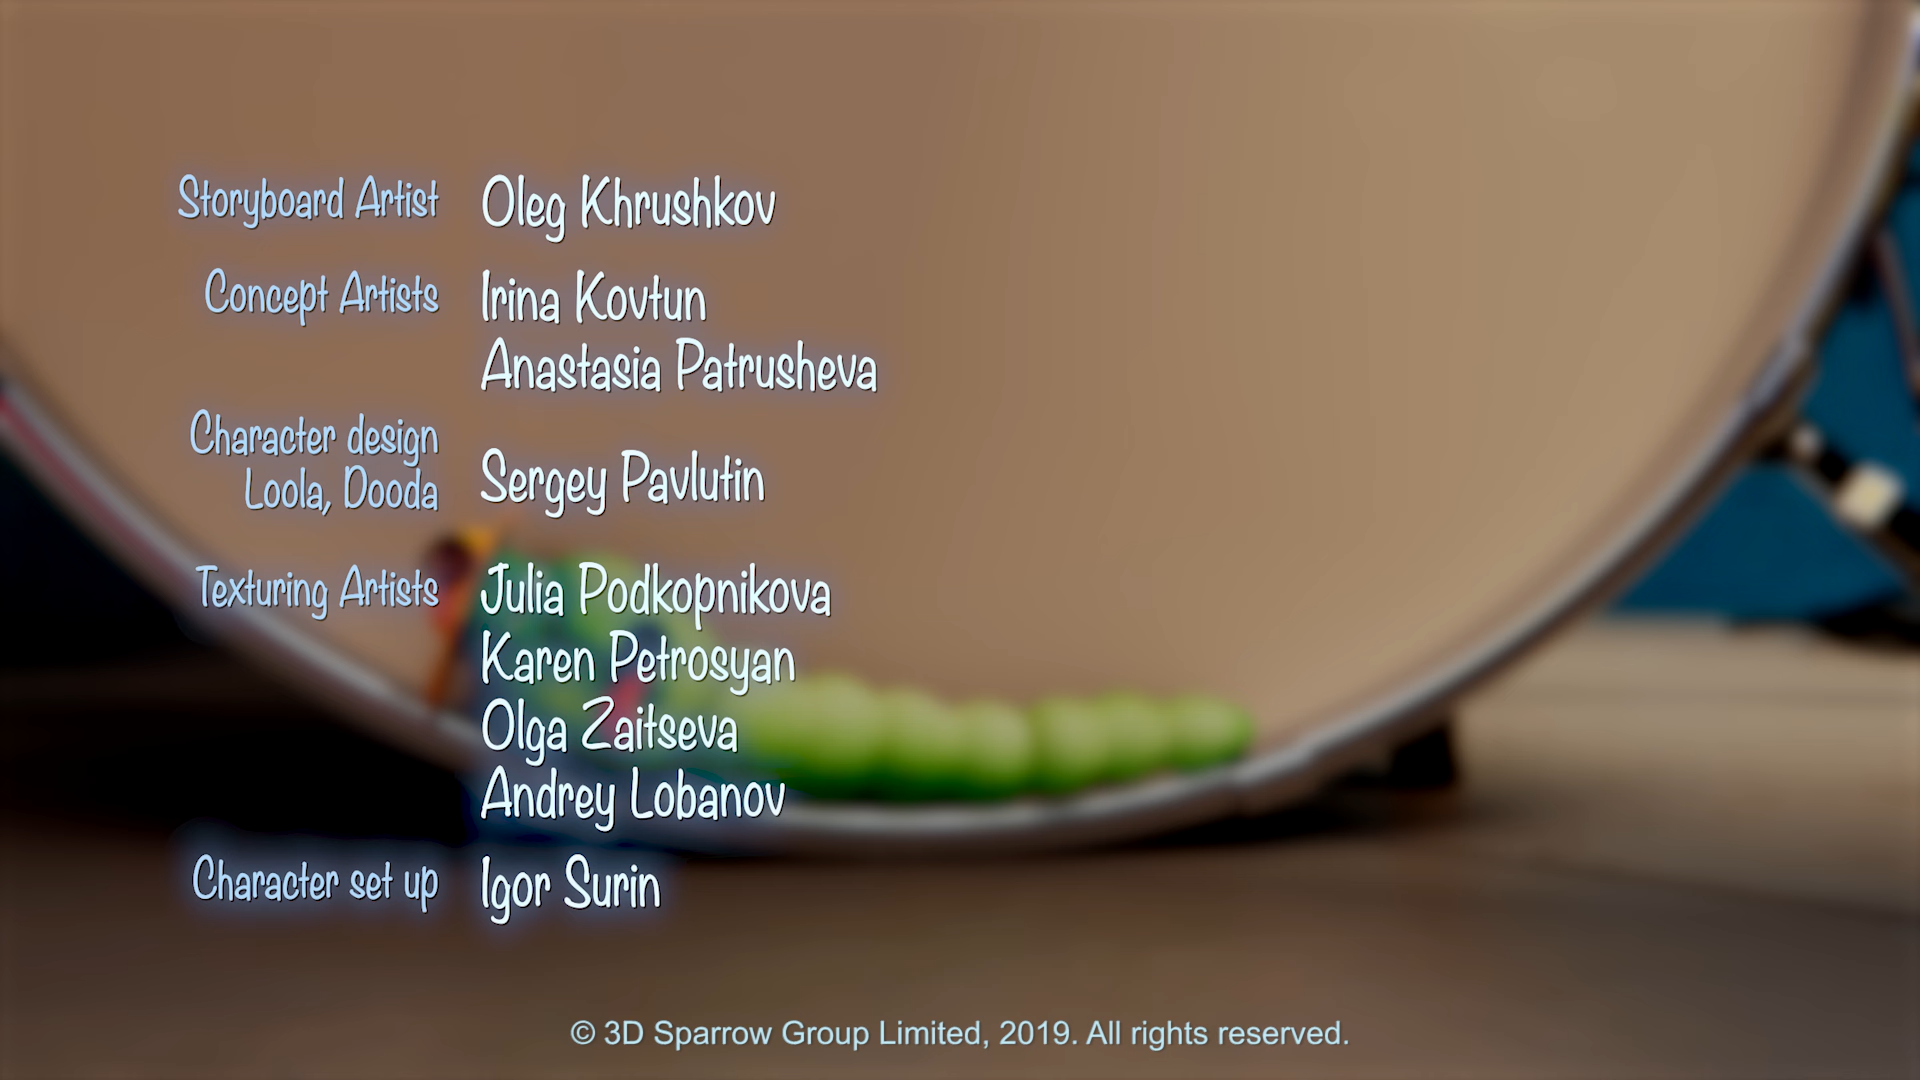 Storyboard Artist Oleg Khrushkov
Concept Artists Irina Kovtun
Anastasia Patrusheva
Character design
Loola, Dooda Sergey Pavlutin
Texturing Artists Julia Podkopnikova
Karen Petrosyan
Olga Zaitseva
Andrey Lobanov
Character set up Igor Surin
© 3D Sparrow Group Limited, 2019. All rights reserved.